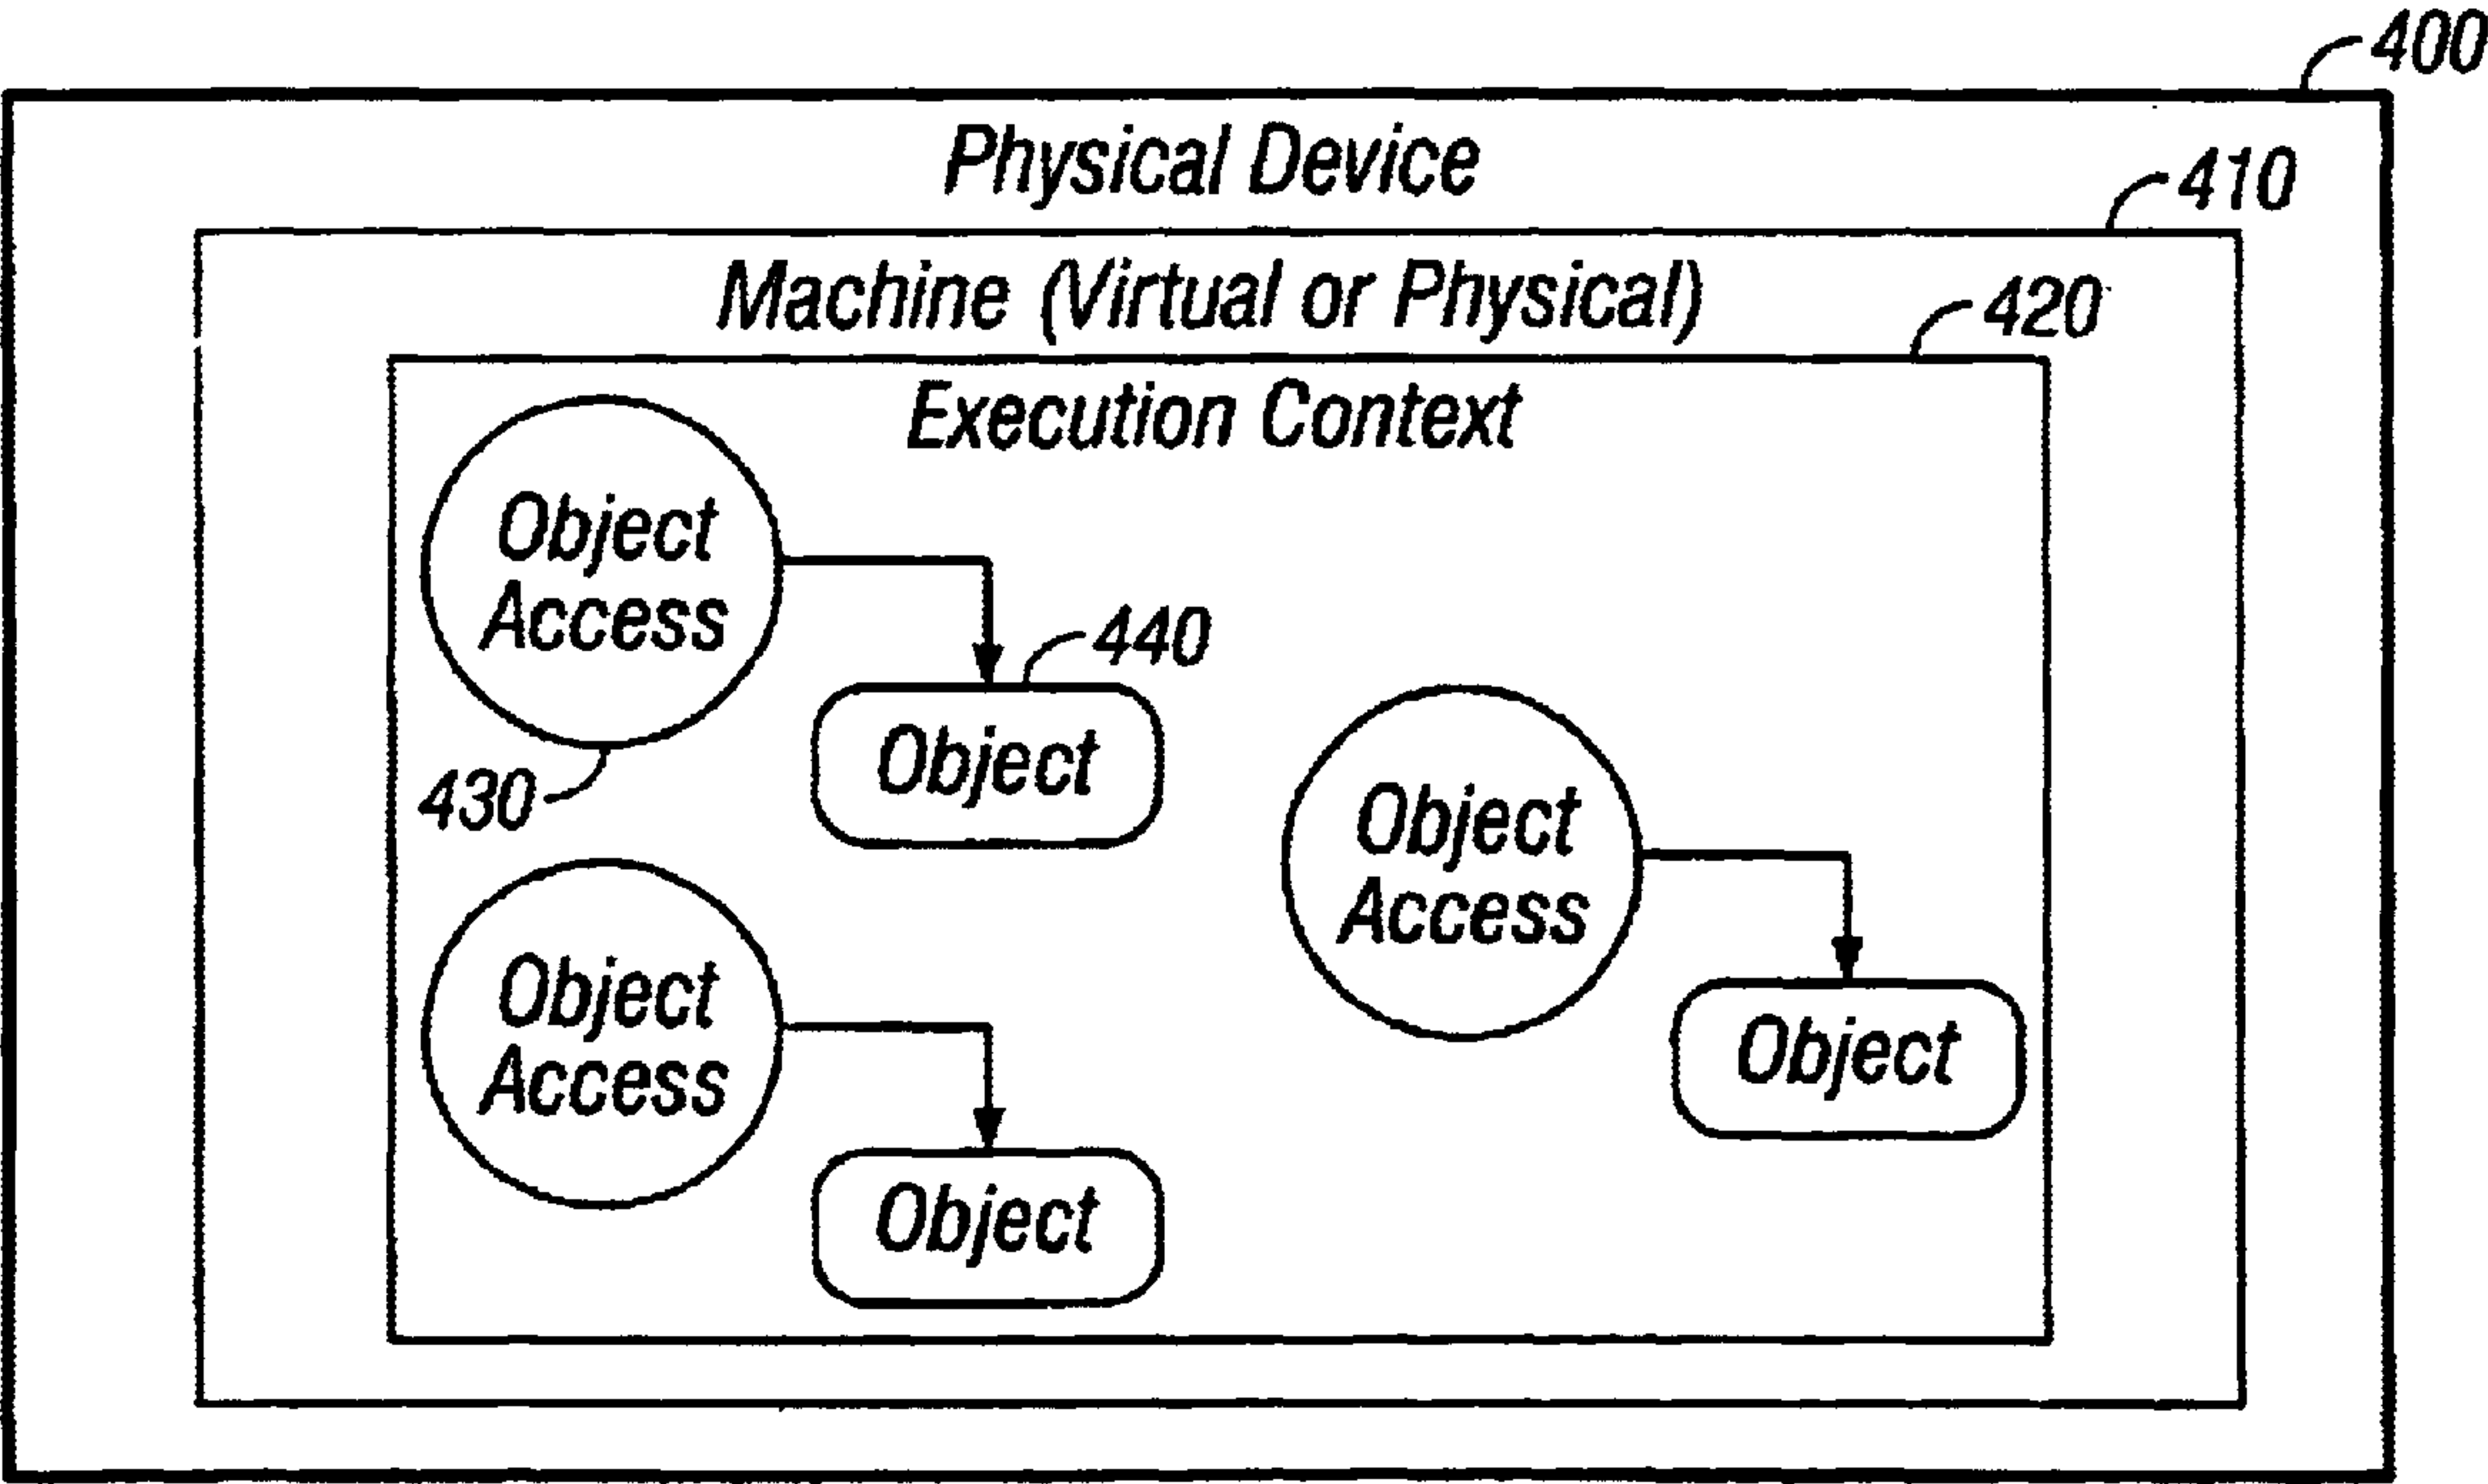 400
Physical Device
410
Machine (Virtual or Physical)
420
Execution Context
Object
Access
440
Object
430
Object
Access
Object
Object
Access
Object